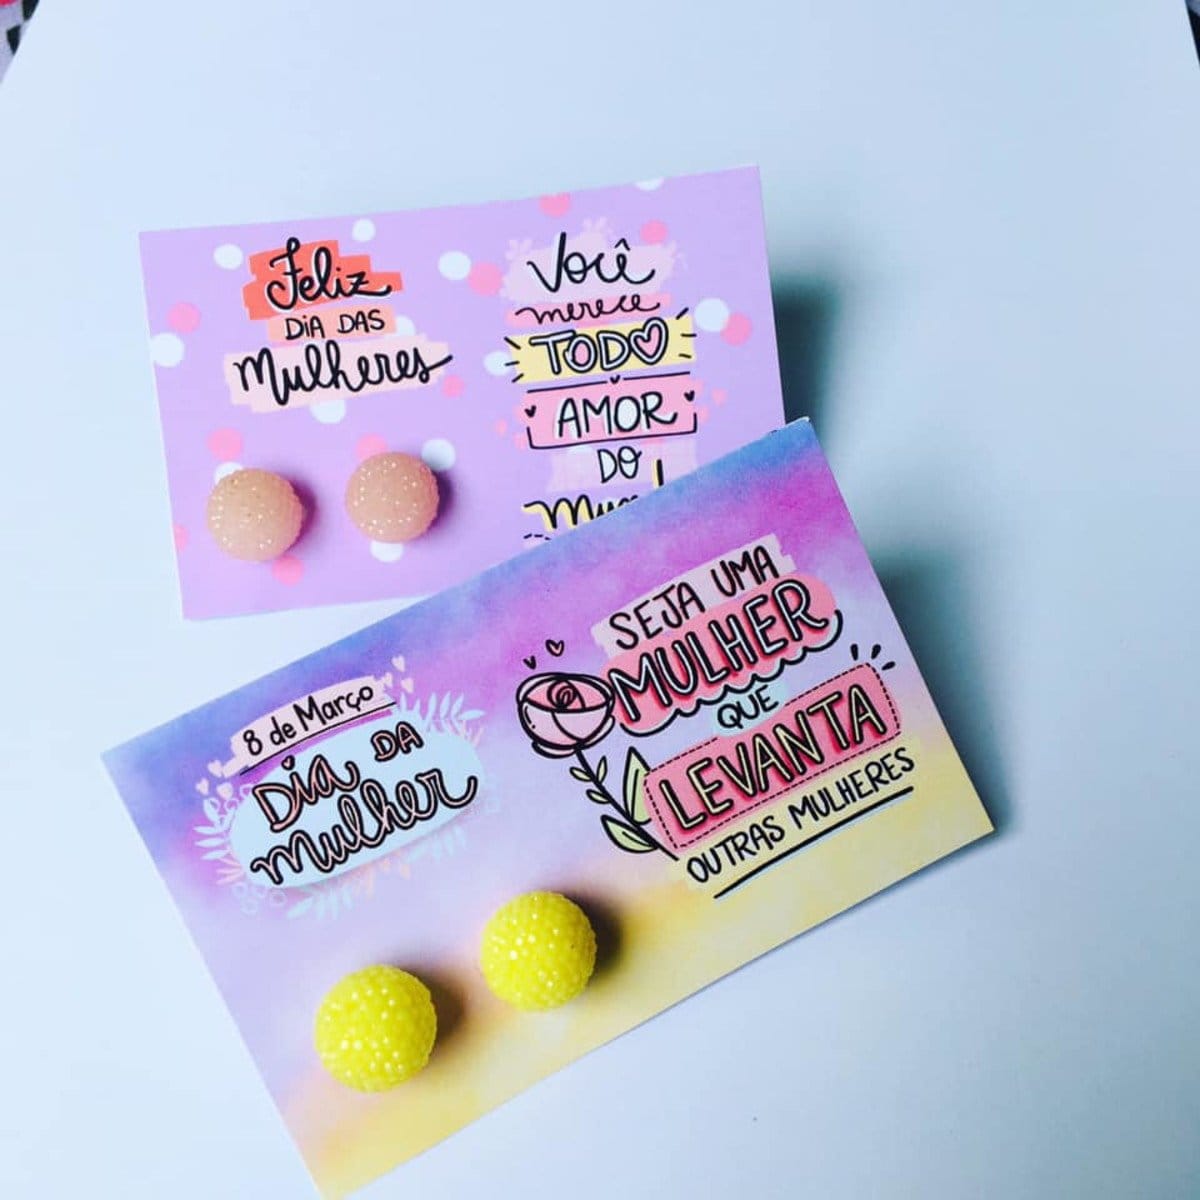 Feliz
DIA DAS
Mulheres
Você
merece
TODO
AMOR
DO
8 de Março
DIA DA
Mulher
SEJA UMA
MULHER
QUE
LEVANTA
OUTRAS MULHERES